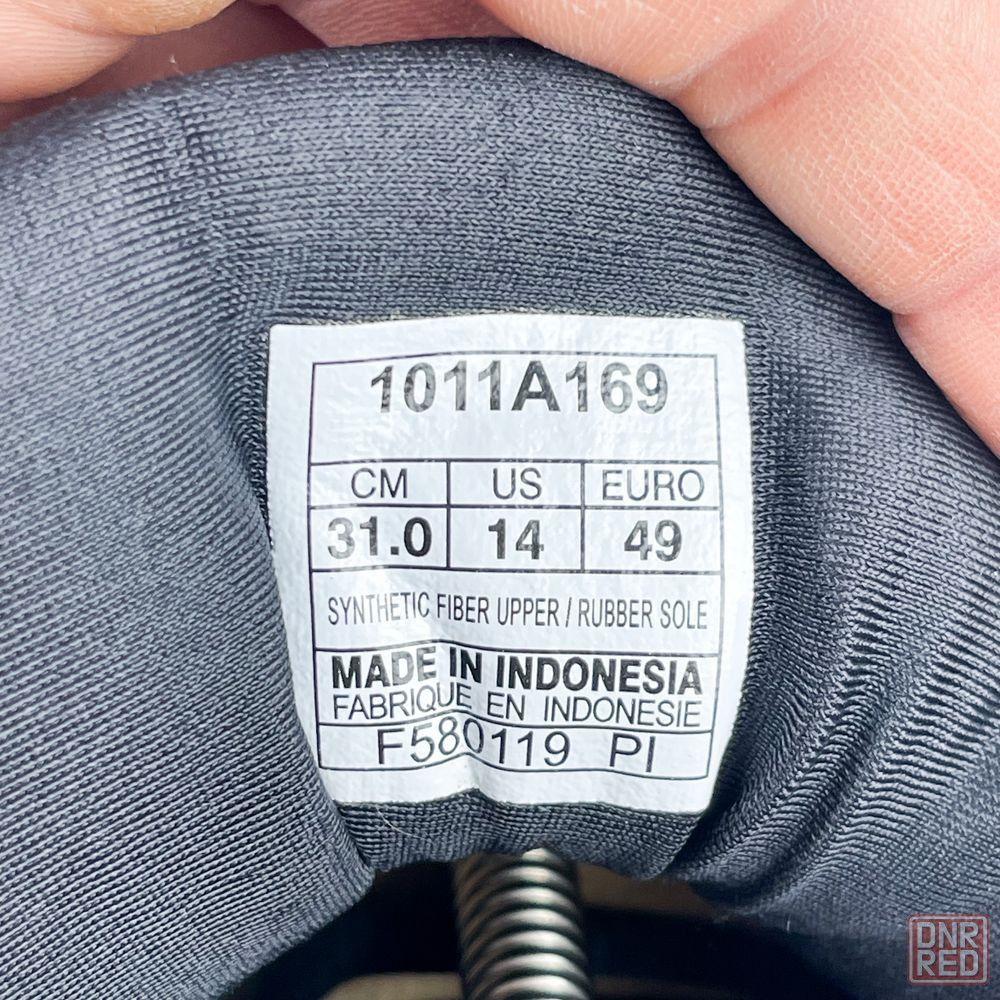 1011A169
CM US EURO
31.0 14 49
SYNTHETIC FIBER UPPER / RUBBER SOLE
MADE IN INDONESIA
FABRIQUE EN INDONESIE
F580119 PI
DNR
RED